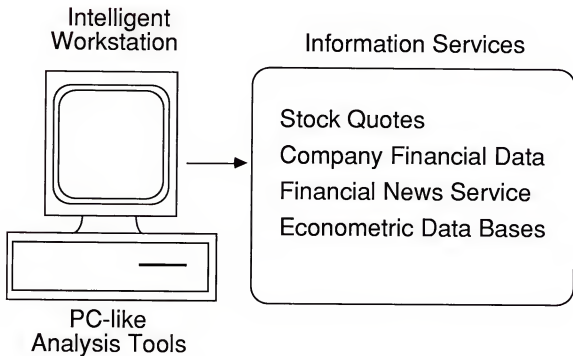 Intelligent
Workstation
PC-like
Analysis Tools
Information Services
Stock Quotes
Company Financial Data
Financial News Service
Econometric Data Bases